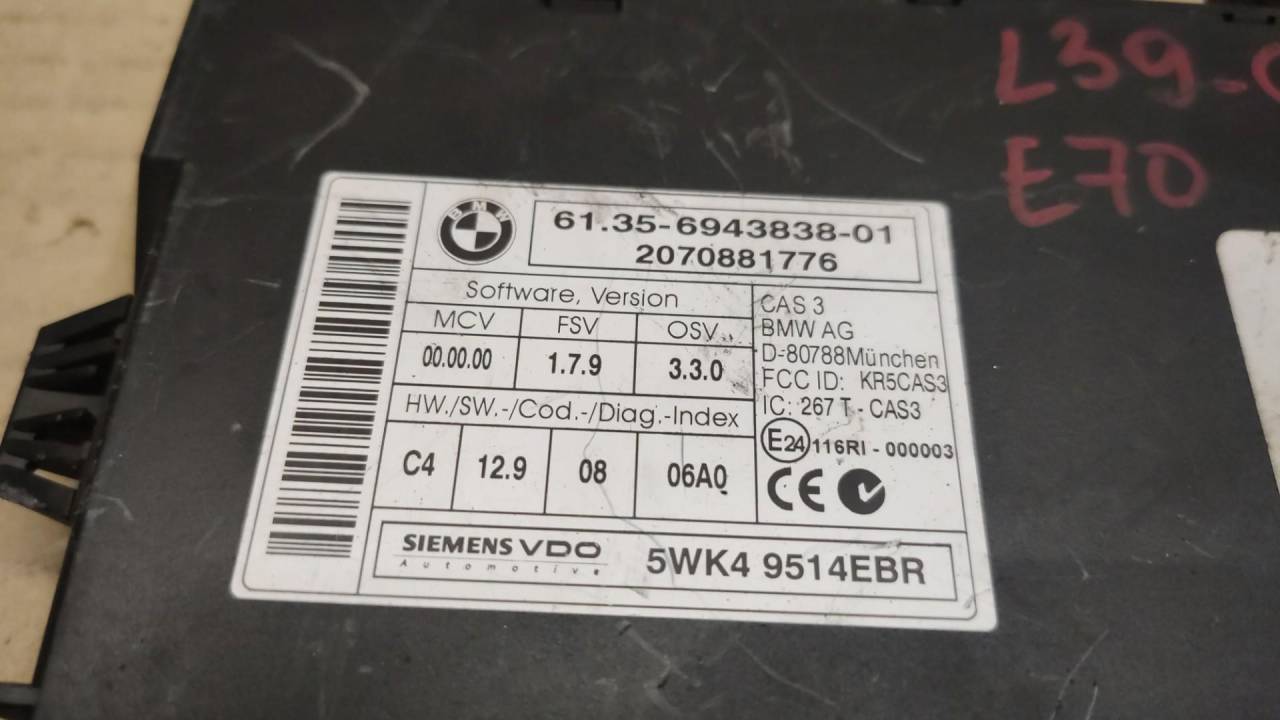 L39-
E70
BMW
61.35-6943838-01
2070881776
Software, Version
MCV FSV OSV
00.00.00 1.7.9 3.3.0
HW./SW.-/Cod.-/Diag.-Index
C4 12.9 08 06A0
CAS 3
BMW AG
D-80788München
FCC ID: KR5CAS3
IC: 267 T - CAS3
E24 116RI - 000003
CE
SIEMENS VDO
Automotive
5WK4 9514EBR